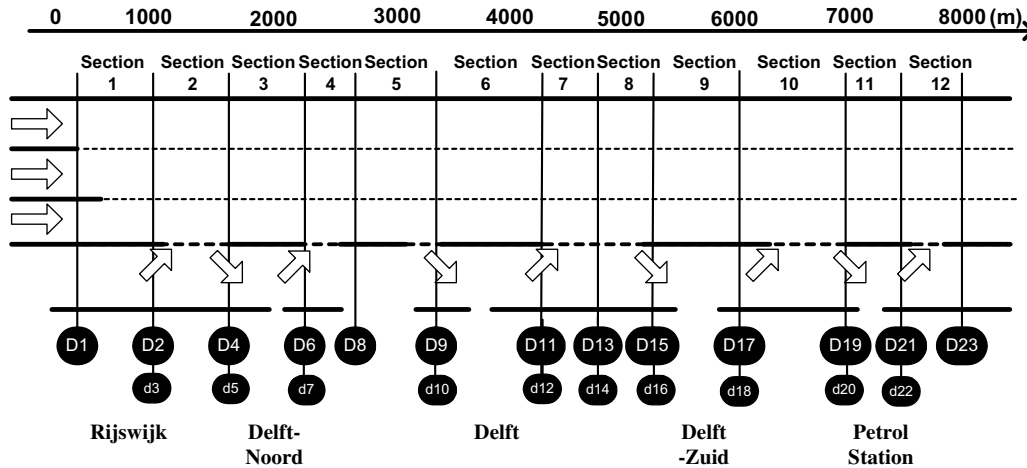 0 1000 2000 3000 4000 5000 6000 7000 8000 (m)
Section Section Section Section Section Section Section Section Section Section Section Section
1 2 3 4 5 6 7 8 9 10 11 12
D1 D2 D4 D6 D8 D9 D11 D13 D15 D17 D19 D21 D23
d3 d5 d7 d10 d12 d14 d16 d18 d20 d22
Rijswijk Delft- Delft Delft Petrol
Noord -Zuid Station